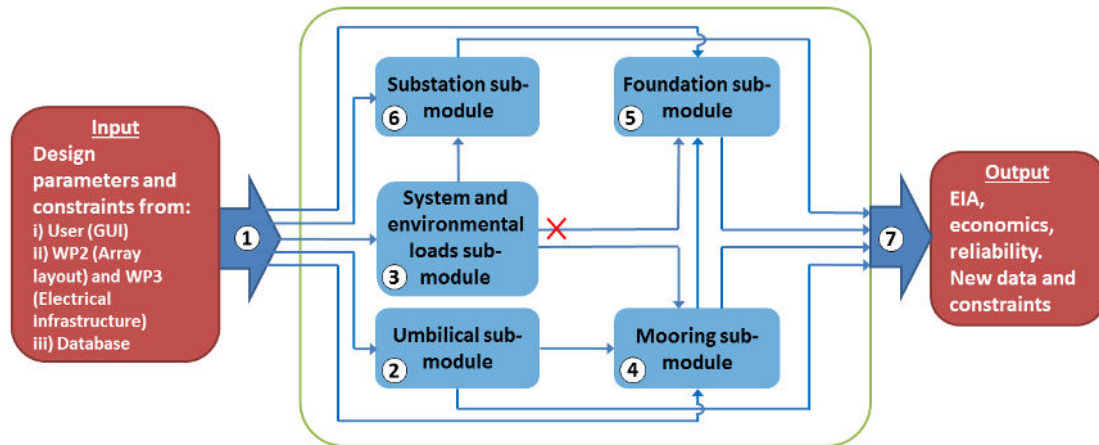 Input
Design
parameters and
constraints from:
i) User (GUI)
ii) WP2 (Array
layout) and WP3
(Electrical
infrastructure)
iii) Database
1
Substation sub-
module
6
Foundation sub-
module
5
System and
environmental
loads sub-
module
3
Umbilical sub-
module
2
Mooring sub-
module
4
7
Output
EIA,
economics,
reliability.
New data and
constraints